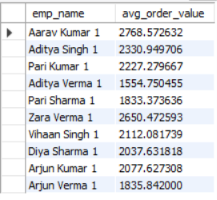 emp_name avg_order_value
Aarav Kumar 1 2768.572632
Aditya Singh 1 2330.949706
Pari Kumar 1 2227.279667
Aditya Verma 1 1554.750455
Pari Sharma 1 1833.373636
Zara Verma 1 2650.472593
Vihaan Singh 1 2112.081739
Diya Sharma 1 2037.631818
Arjun Kumar 1 2077.627308
Arjun Verma 1 1835.842000